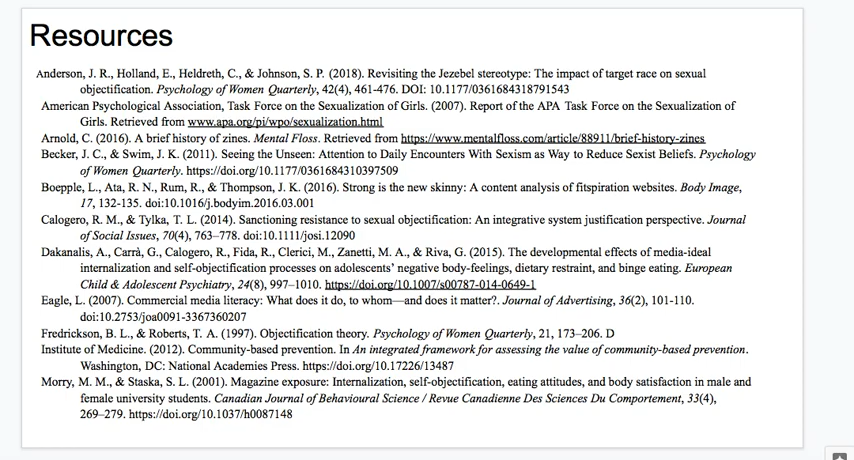 Resources
Anderson, J. R., Holland, E., Heldreth, C., & Johnson, S. P. (2018). Revisiting the Jezebel stereotype: The impact of target race on sexual
objectification. Psychology of Women Quarterly, 42(4), 461-476. DOI: 10.1177/0361684318791543
American Psychological Association, Task Force on the Sexualization of Girls. (2007). Report of the APA Task Force on the Sexualization of
Girls. Retrieved from www.apa.org/pi/wpo/sexualization.html
Arnold, C. (2016). A brief history of zines. Mental Floss. Retrieved from https://www.mentalfloss.com/article/88911/brief-history-zines
Becker, J. C., & Swim, J. K. (2011). Seeing the Unseen: Attention to Daily Encounters With Sexism as Way to Reduce Sexist Beliefs. Psychology
of Women Quarterly. https://doi.org/10.1177/0361684310397509
Boepple, L., Ata, R. N., Rum, R., & Thompson, J. K. (2016). Strong is the new skinny: A content analysis of fitspiration websites. Body Image,
17, 132-135. doi:10.1016/j.bodyim.2016.03.001
Calogero, R. M., & Tylka, T. L. (2014). Sanctioning resistance to sexual objectification: An integrative system justification perspective. Journal
of Social Issues, 70(4), 763–778. doi:10.1111/josi.12090
Dakanalis, A., Carrà, G., Calogero, R., Fida, R., Clerici, M., Zanetti, M. A., & Riva, G. (2015). The developmental effects of media-ideal
internalization and self-objectification processes on adolescents’ negative body-feelings, dietary restraint, and binge eating. European
Child & Adolescent Psychiatry, 24(8), 997–1010. https://doi.org/10.1007/s00787-014-0649-1
Eagle, L. (2007). Commercial media literacy: What does it do, to whom—and does it matter?. Journal of Advertising, 36(2), 101-110.
doi:10.2753/joa0091-3367360207
Fredrickson, B. L., & Roberts, T. A. (1997). Objectification theory. Psychology of Women Quarterly, 21, 173–206. D
Institute of Medicine. (2012). Community-based prevention. In An integrated framework for assessing the value of community-based prevention.
Washington, DC: National Academies Press. https://doi.org/10.17226/13487
Morry, M. M., & Staska, S. L. (2001). Magazine exposure: Internalization, self-objectification, eating attitudes, and body satisfaction in male and
female university students. Canadian Journal of Behavioural Science / Revue Canadienne Des Sciences Du Comportement, 33(4),
269–279. https://doi.org/10.1037/h0087148